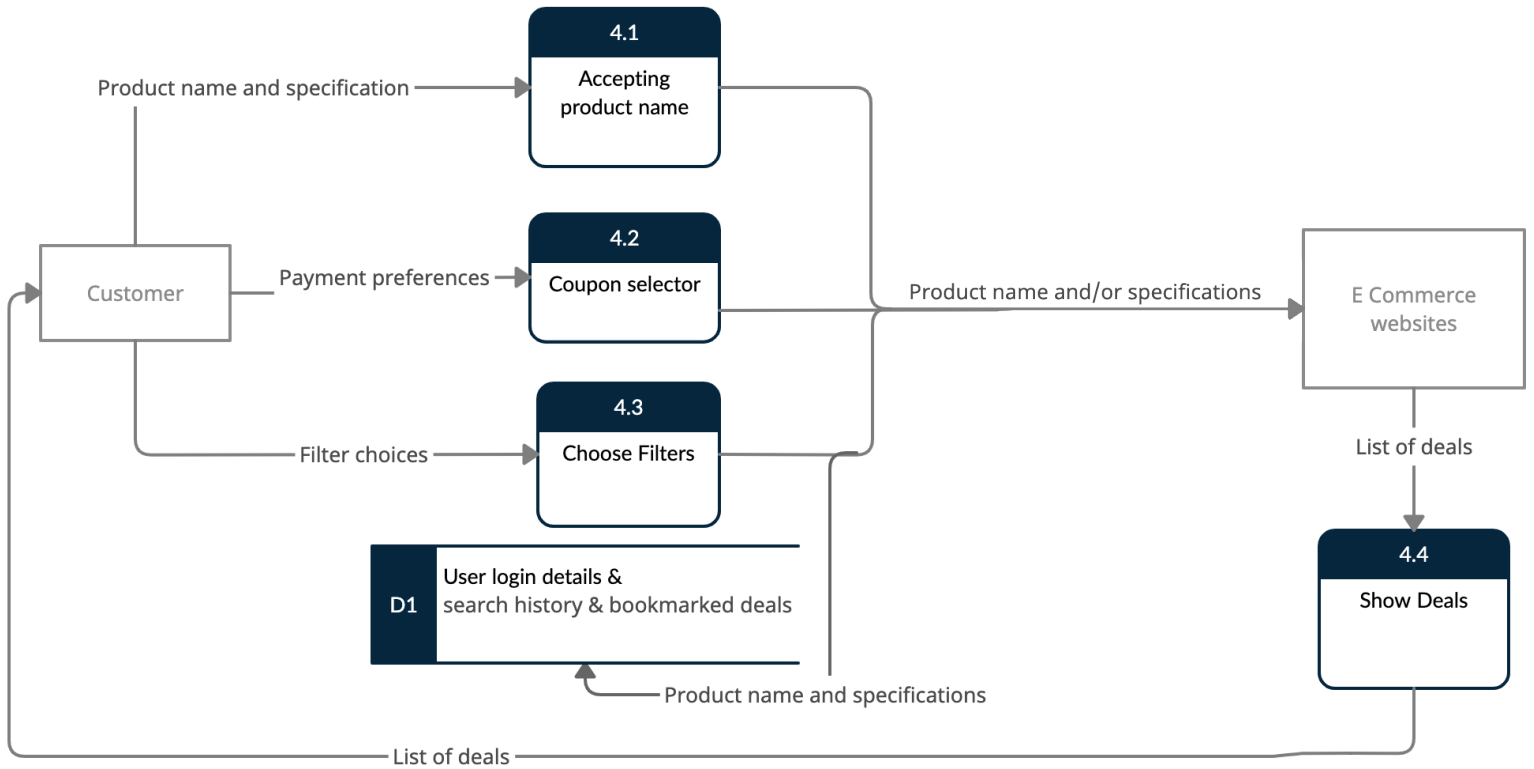 4.1
Product name and specification
Accepting
product name
4.2
Payment preferences
Coupon selector
Customer
Product name and/or specifications
E Commerce
websites
4.3
Filter choices
Choose Filters
List of deals
4.4
Show Deals
D1
User login details &
search history & bookmarked deals
Product name and specifications
List of deals